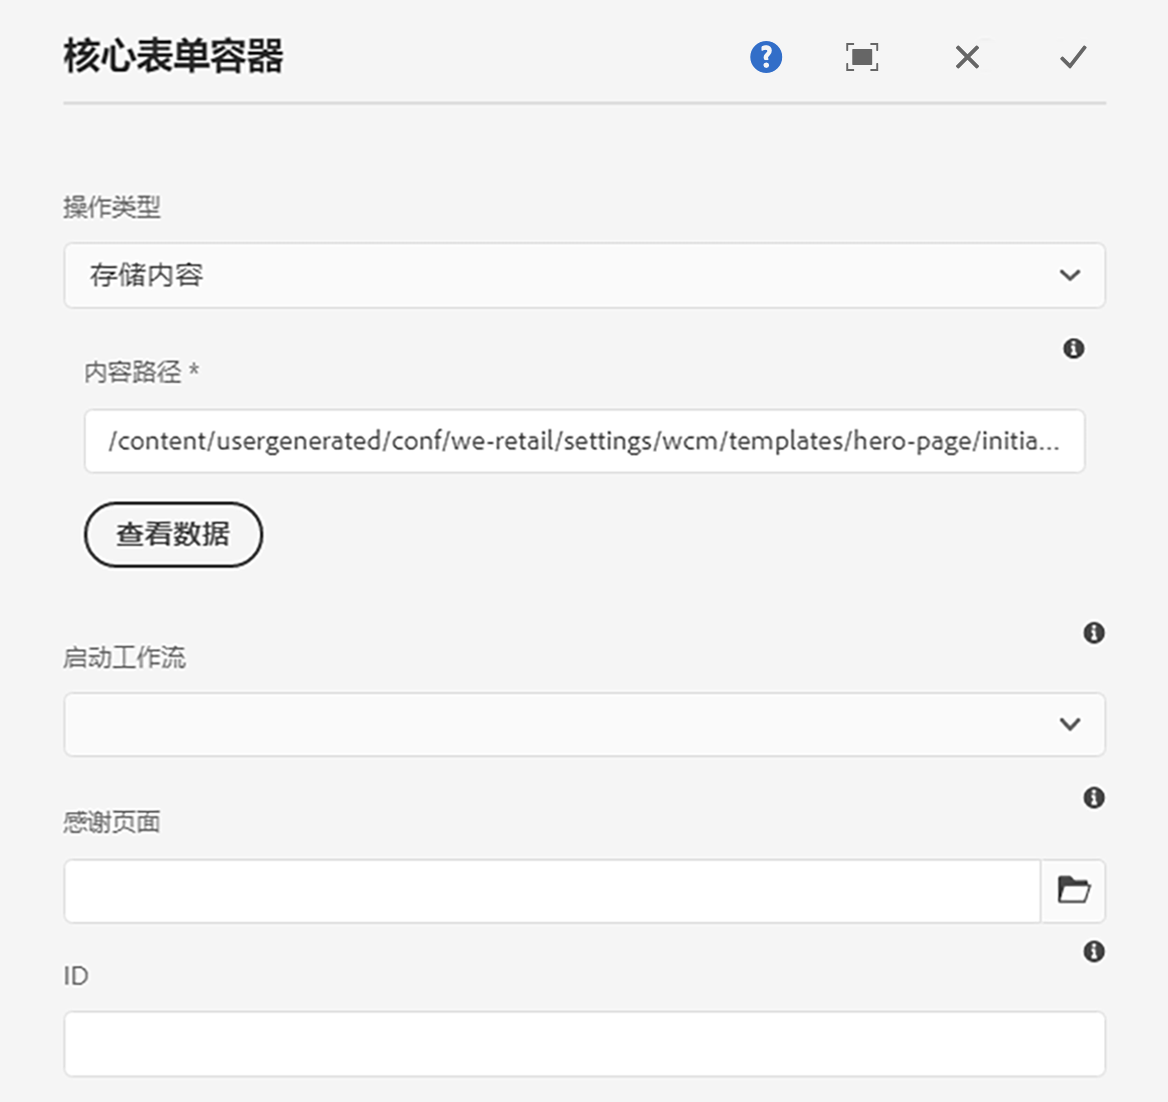 核心表单容器
操作类型
存储内容
内容路径 *
/content/usergenerated/conf/we-retail/settings/wcm/templates/hero-page/initia...
查看数据
启动工作流
感谢页面
ID